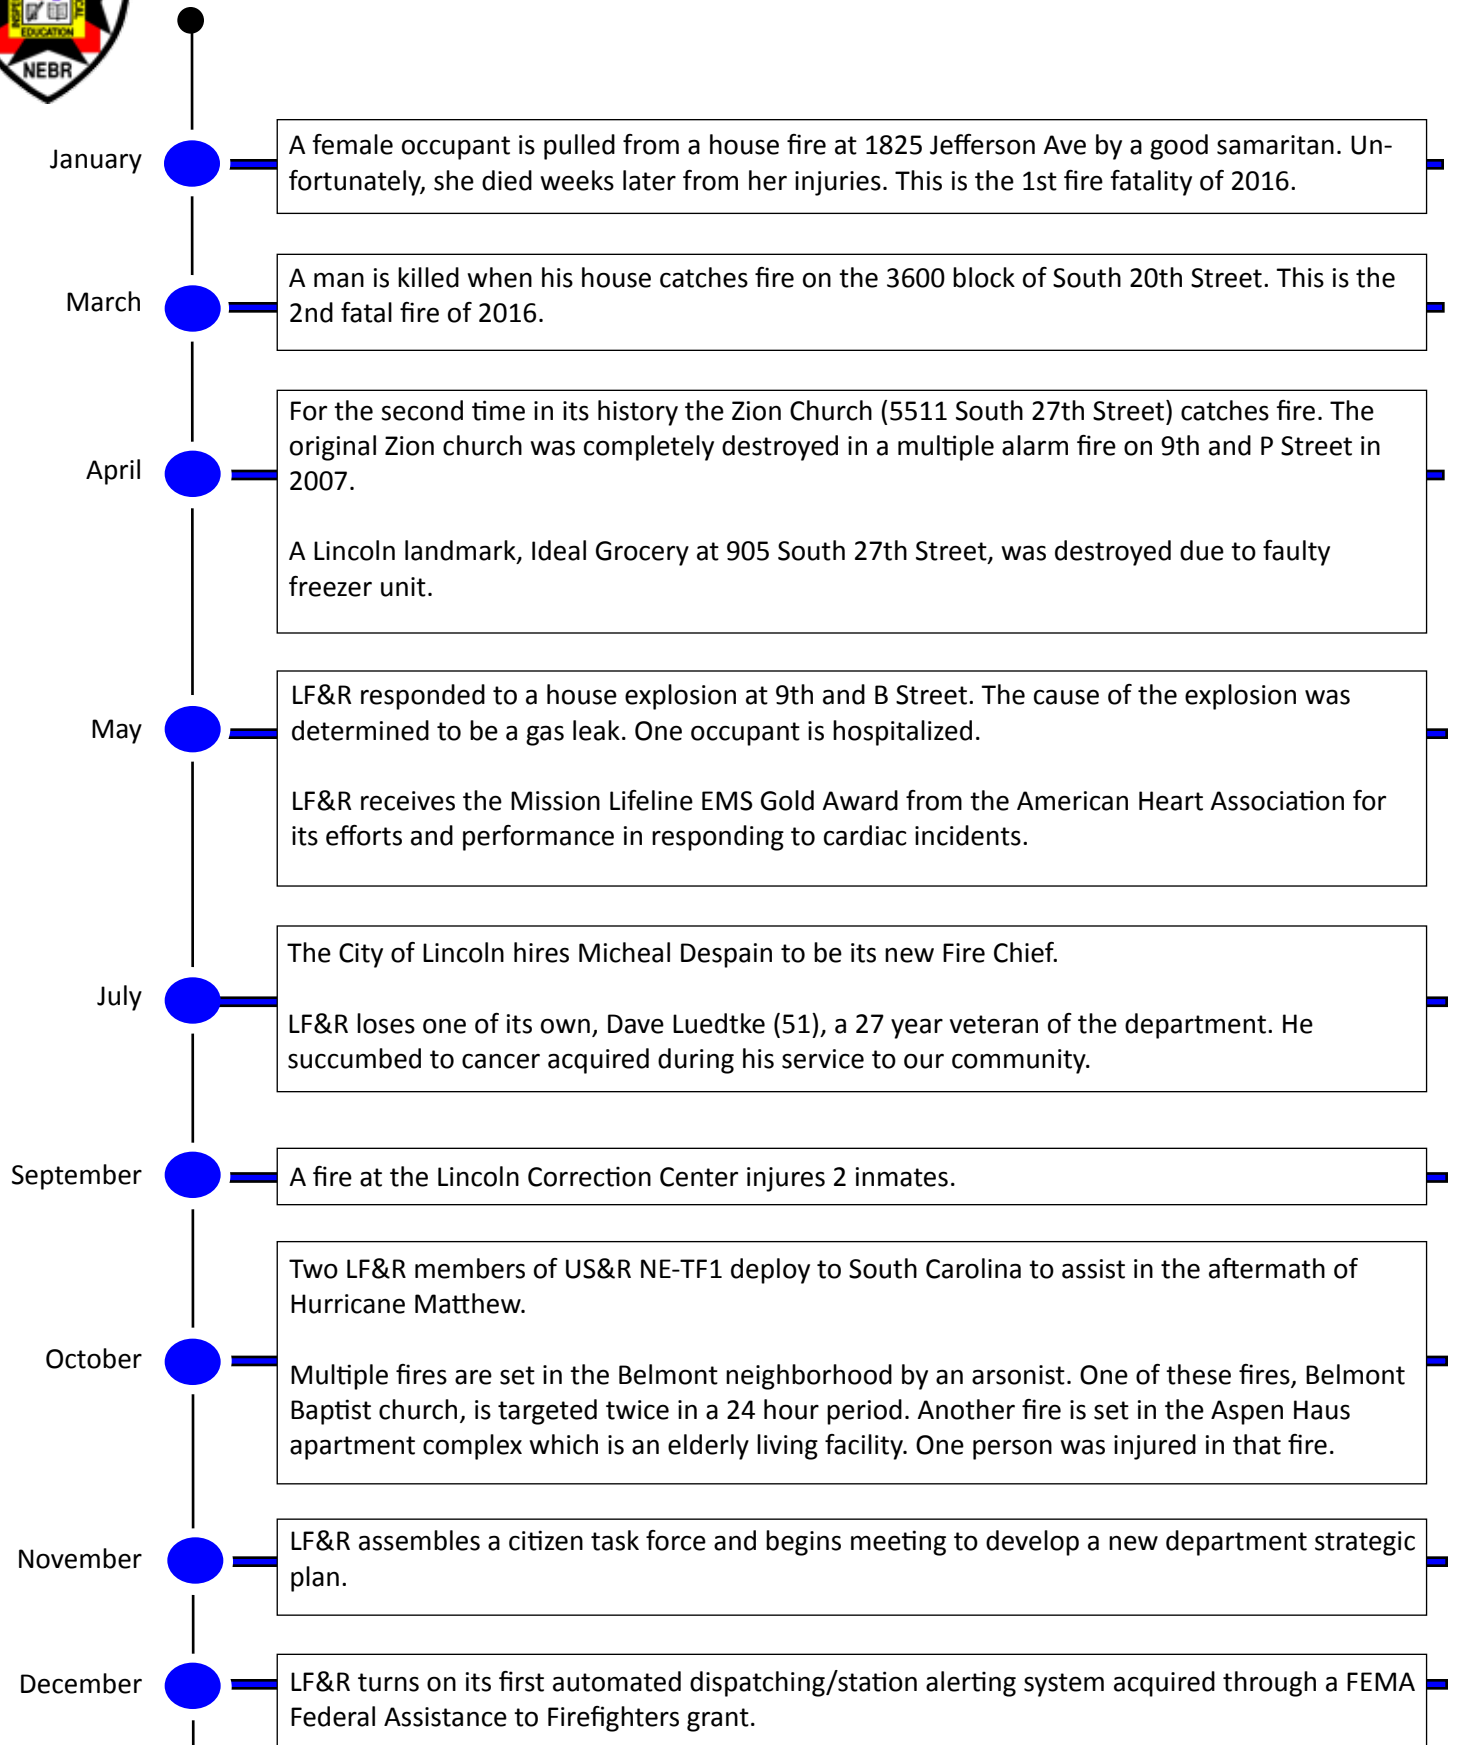 EDUCATION
NEBR
January
A female occupant is pulled from a house fire at 1825 Jefferson Ave by a good samaritan. Un-
fortunately, she died weeks later from her injuries. This is the 1st fire fatality of 2016.
March
A man is killed when his house catches fire on the 3600 block of South 20th Street. This is the
2nd fatal fire of 2016.
April
For the second time in its history the Zion Church (5511 South 27th Street) catches fire. The
original Zion church was completely destroyed in a multiple alarm fire on 9th and P Street in
2007.
A Lincoln landmark, Ideal Grocery at 905 South 27th Street, was destroyed due to faulty
freezer unit.
May
LF&R responded to a house explosion at 9th and B Street. The cause of the explosion was
determined to be a gas leak. One occupant is hospitalized.
LF&R receives the Mission Lifeline EMS Gold Award from the American Heart Association for
its efforts and performance in responding to cardiac incidents.
July
The City of Lincoln hires Micheal Despain to be its new Fire Chief.
LF&R loses one of its own, Dave Luedtke (51), a 27 year veteran of the department. He
succumbed to cancer acquired during his service to our community.
September
A fire at the Lincoln Correction Center injures 2 inmates.
October
Two LF&R members of US&R NE-TF1 deploy to South Carolina to assist in the aftermath of
Hurricane Matthew.
Multiple fires are set in the Belmont neighborhood by an arsonist. One of these fires, Belmont
Baptist church, is targeted twice in a 24 hour period. Another fire is set in the Aspen Haus
apartment complex which is an elderly living facility. One person was injured in that fire.
November
LF&R assembles a citizen task force and begins meeting to develop a new department strategic
plan.
December
LF&R turns on its first automated dispatching/station alerting system acquired through a FEMA
Federal Assistance to Firefighters grant.